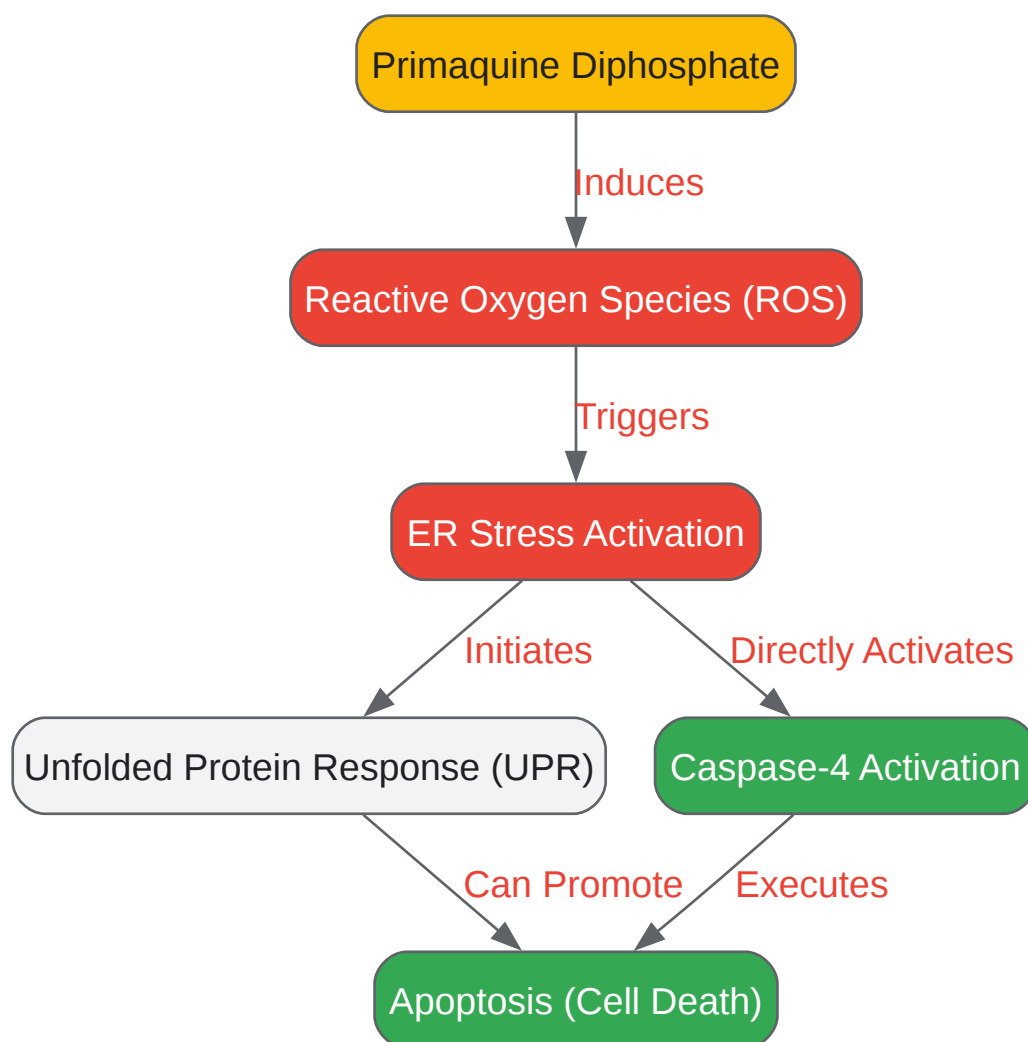 Primaquine Diphosphate
Induces
Reactive Oxygen Species (ROS)
Triggers
ER Stress Activation
Initiates
Directly Activates
Unfolded Protein Response (UPR)
Caspase-4 Activation
Can Promote
Executes
Apoptosis (Cell Death)